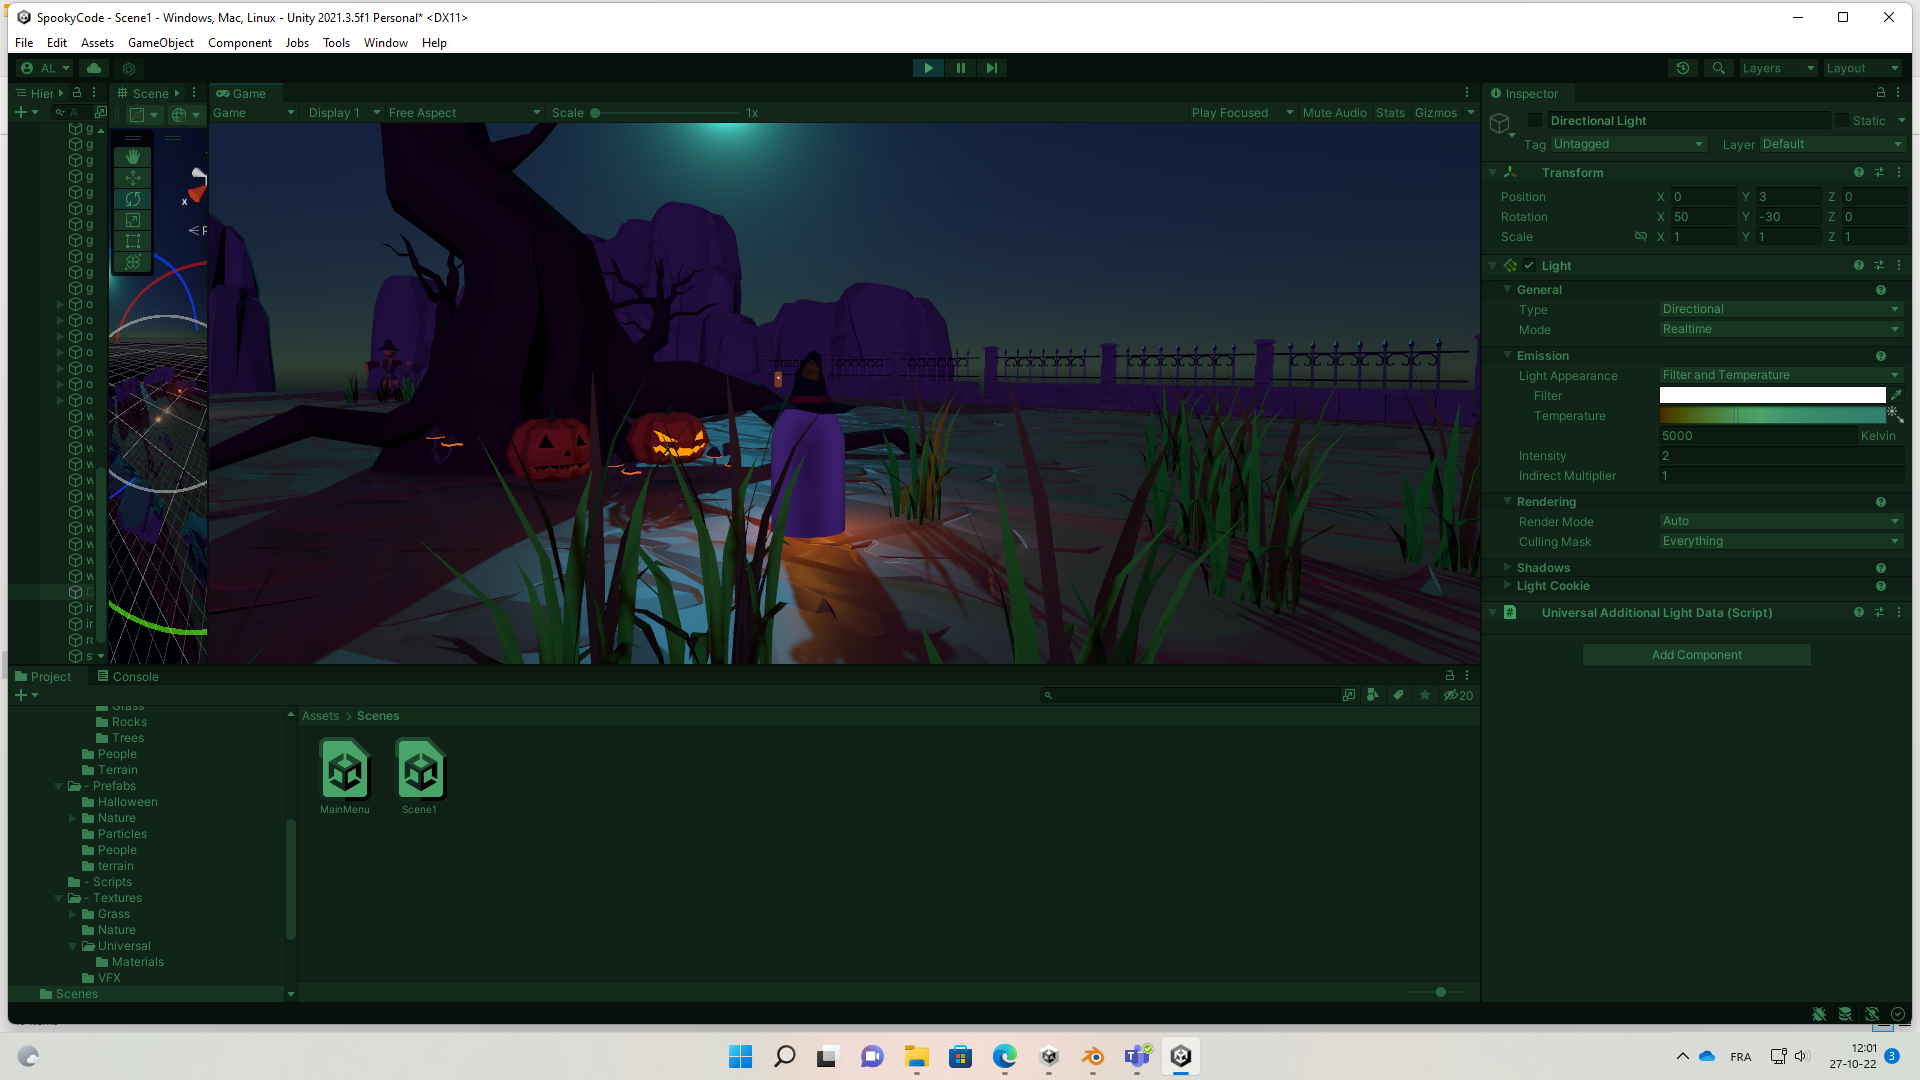 SpookyCode - Scene1 - Windows, Mac, Linux - Unity 2021.3.5f1 Personal* <DX11>
File Edit Assets GameObject Component Jobs Tools Window Help
AL
Layers
Layout
Hier
Scene
Game
Inspector
Game
Display 1
Free Aspect
Scale
1x
Play Focused
Mute Audio
Stats
Gizmos
Directional Light
Static
Tag Untagged
Layer Default
Transform
Position X 0 Y 3 Z 0
Rotation X 50 Y -30 Z 0
Scale X 1 Y 1 Z 1
Light
General
Type Directional
Mode Realtime
Emission
Light Appearance Filter and Temperature
Filter
Temperature
5000 Kelvin
Intensity 2
Indirect Multiplier 1
Rendering
Render Mode Auto
Culling Mask Everything
Shadows
Light Cookie
Universal Additional Light Data (Script)
Add Component
g
g
g
g
g
g
g
g
g
g
g
o
o
o
o
o
o
o
w
w
w
w
w
w
w
w
w
w
w
in
in
x
Project
Console
20
Grass
Rocks
Trees
People
Terrain
- Prefabs
Halloween
Nature
Particles
People
terrain
- Scripts
- Textures
Grass
Nature
Universal
Materials
VFX
Scenes
Assets > Scenes
MainMenu
Scene1
FRA
12:01
27-10-22
3